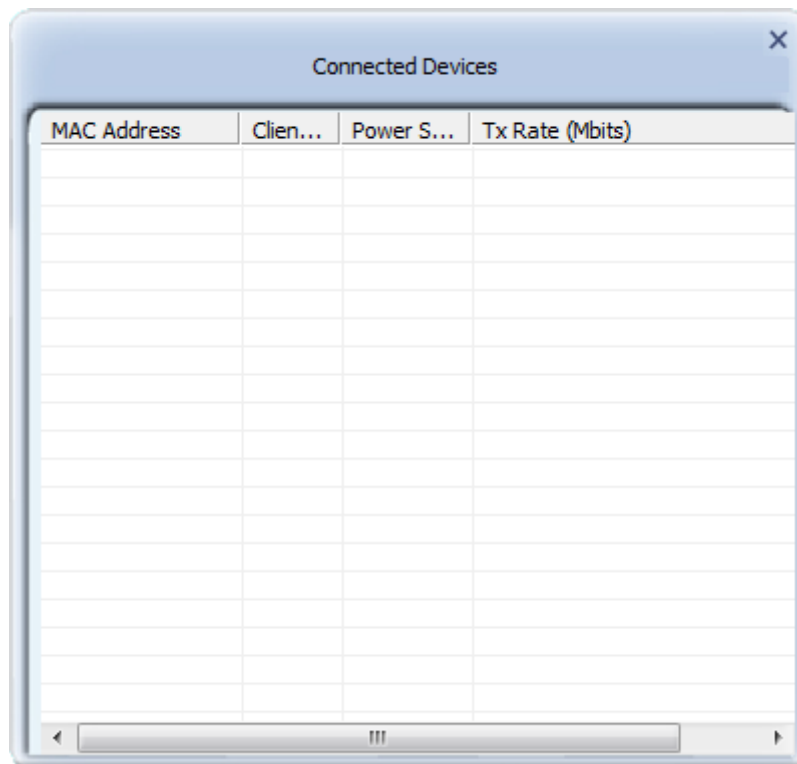 Connected Devices
MAC Address Clien... Power S... Tx Rate (Mbits)